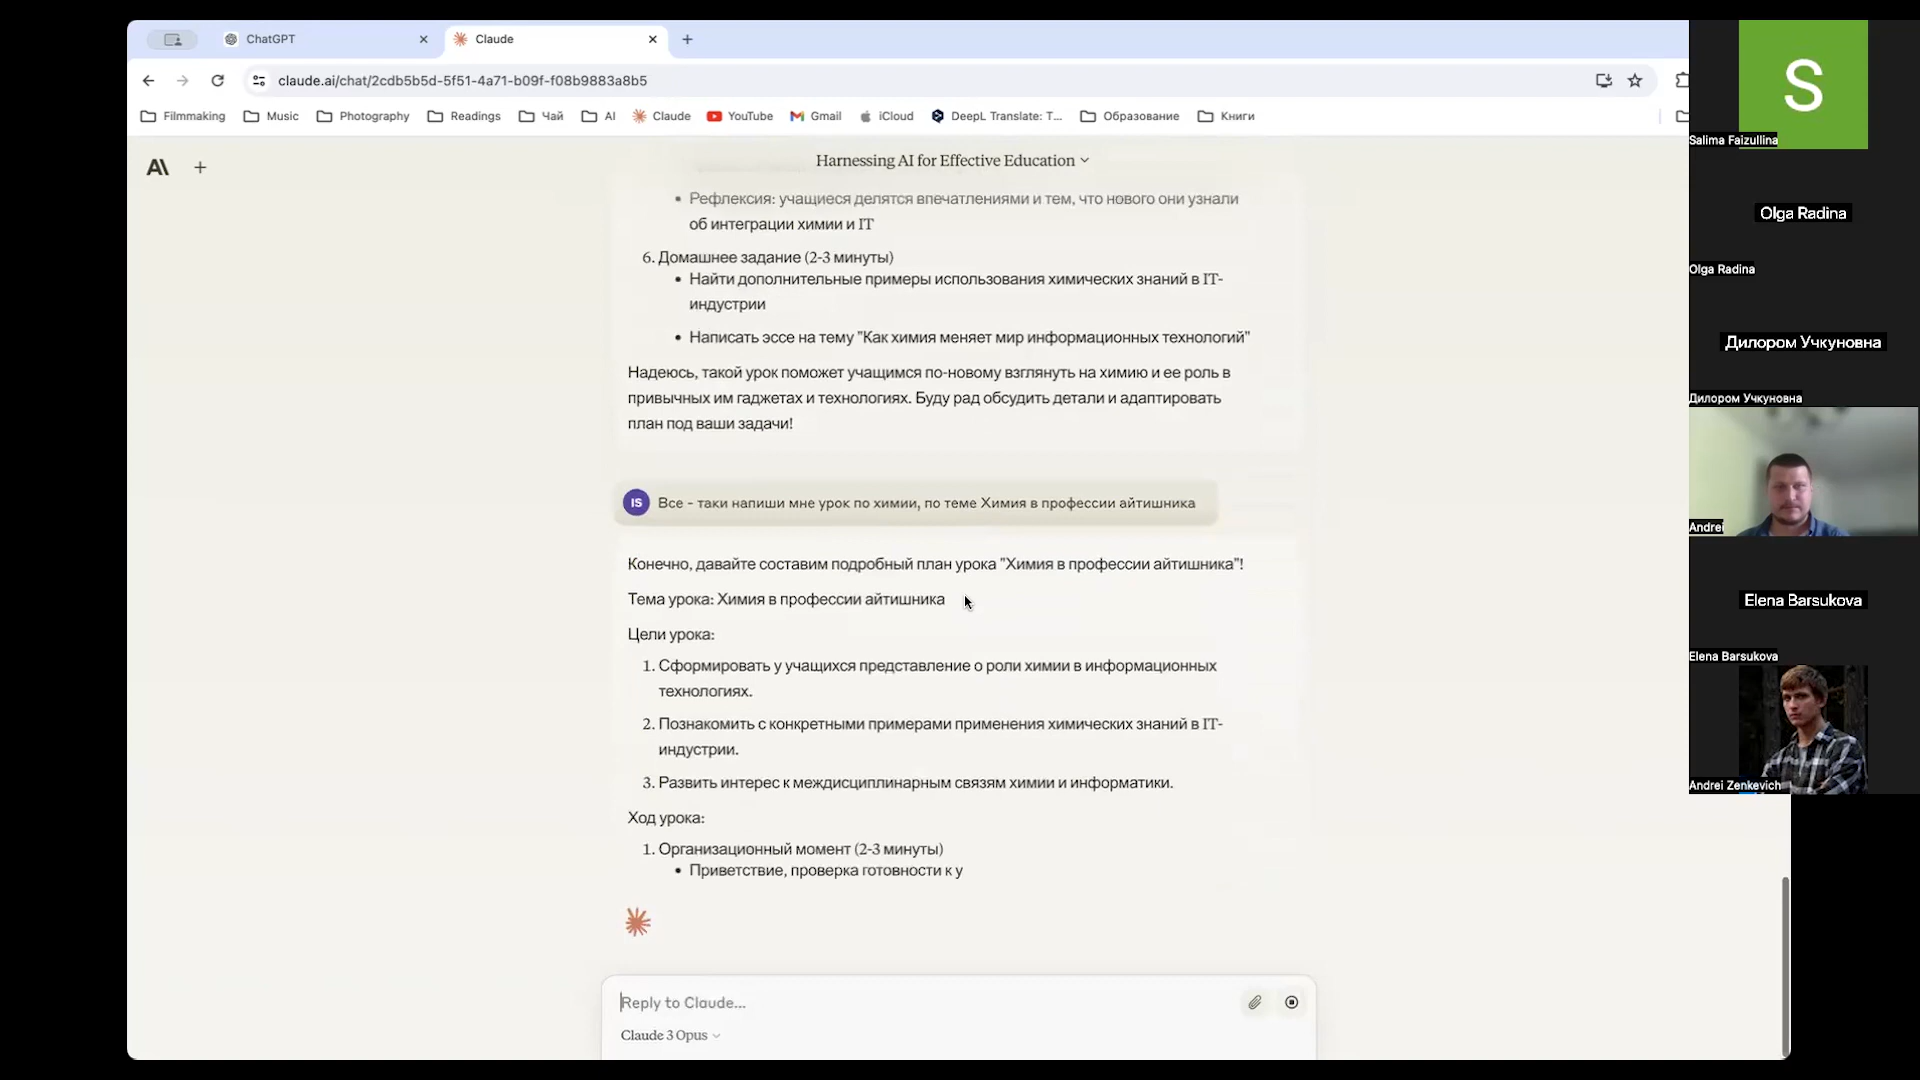 ChatGPT
Claude
claude.ai/chat/2cdb5b5d-5f51-4a71-b09f-f08b9883a8b5
Filmmaking
Music
Photography
Readings
Чай
AI
Claude
YouTube
Gmail
iCloud
DeepL Translate: T...
Образование
Книги
A\
Harnessing AI for Effective Education
Рефлексия: учащиеся делятся впечатлениями и тем, что нового они узнали
об интеграции химии и IT
6. Домашнее задание (2-3 минуты)
Найти дополнительные примеры использования химических знаний в IT-
индустрии
Написать эссе на тему "Как химия меняет мир информационных технологий"
Надеюсь, такой урок поможет учащимся по-новому взглянуть на химию и ее роль в
привычных им гаджетах и технологиях. Буду рад обсудить детали и адаптировать
план под ваши задачи!
IS
Все - таки напиши мне урок по химии, по теме Химия в профессии айтишника
Конечно, давайте составим подробный план урока "Химия в профессии айтишника"!
Тема урока: Химия в профессии айтишника
Цели урока:
1. Сформировать у учащихся представление о роли химии в информационных
технологиях.
2. Познакомить с конкретными примерами применения химических знаний в IT-
индустрии.
3. Развить интерес к междисциплинарным связям химии и информатики.
Ход урока:
1. Организационный момент (2-3 минуты)
Приветствие, проверка готовности к у
Reply to Claude...
Claude 3 Opus
S
Salima Faizullina
Olga Radina
Olga Radina
Дилором Учкуновна
Дилором Учкуновна
Andrei
Elena Barsukova
Elena Barsukova
Andrei Zenkevich